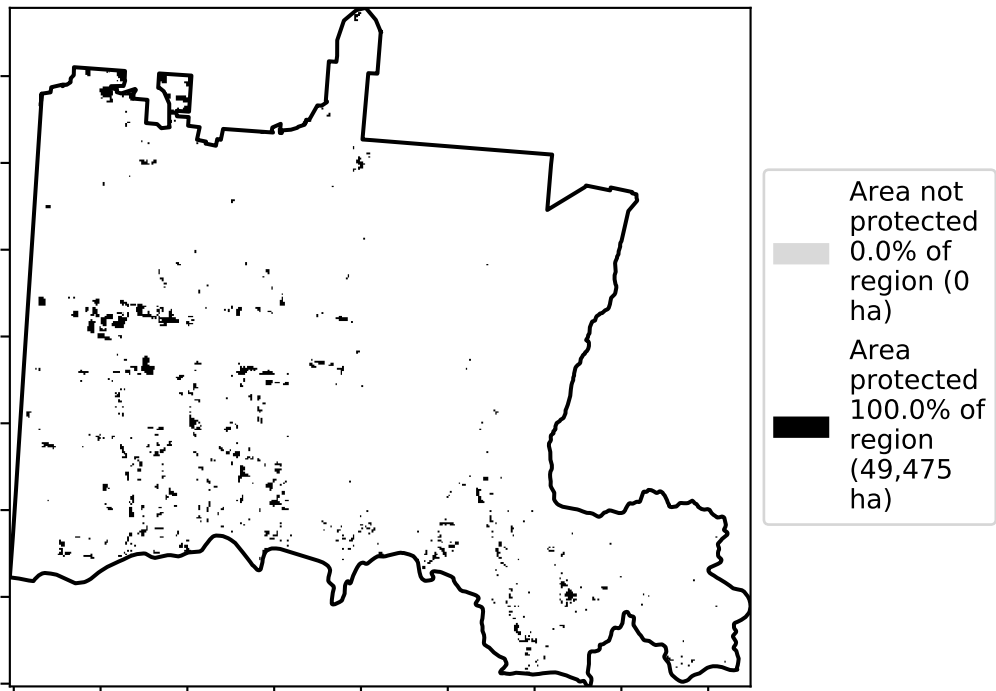 Area not
protected
0.0% of
region (0
ha)
Area
protected
100.0% of
region
(49,475
ha)